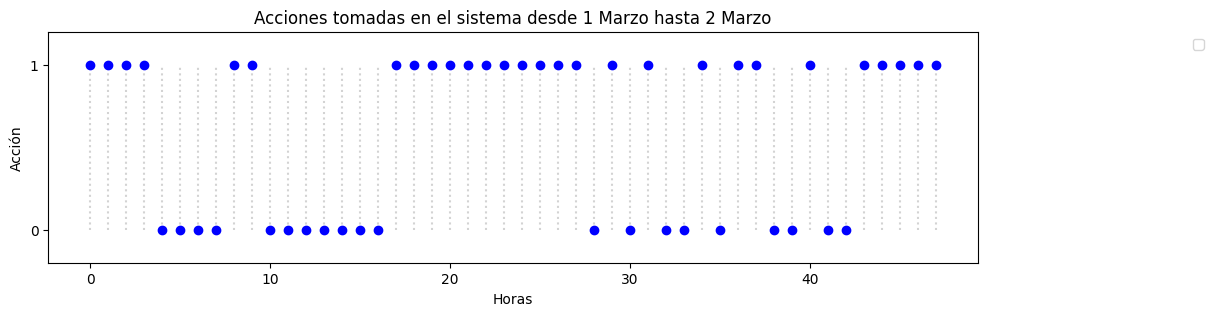 Acciones tomadas en el sistema desde 1 Marzo hasta 2 Marzo
1
Acción
0
0 10 20 30 40
Horas